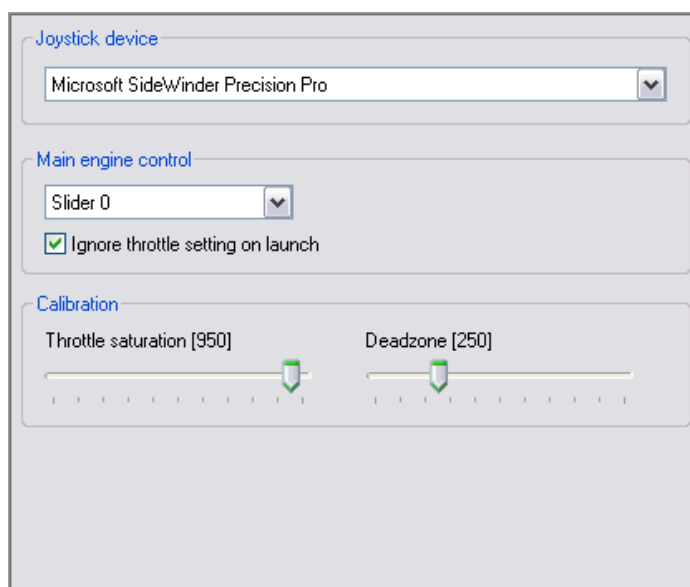 Joystick device
Microsoft SideWinder Precision Pro
Main engine control
Slider 0
Ignore throttle setting on launch
Calibration
Throttle saturation [950] Deadzone [250]